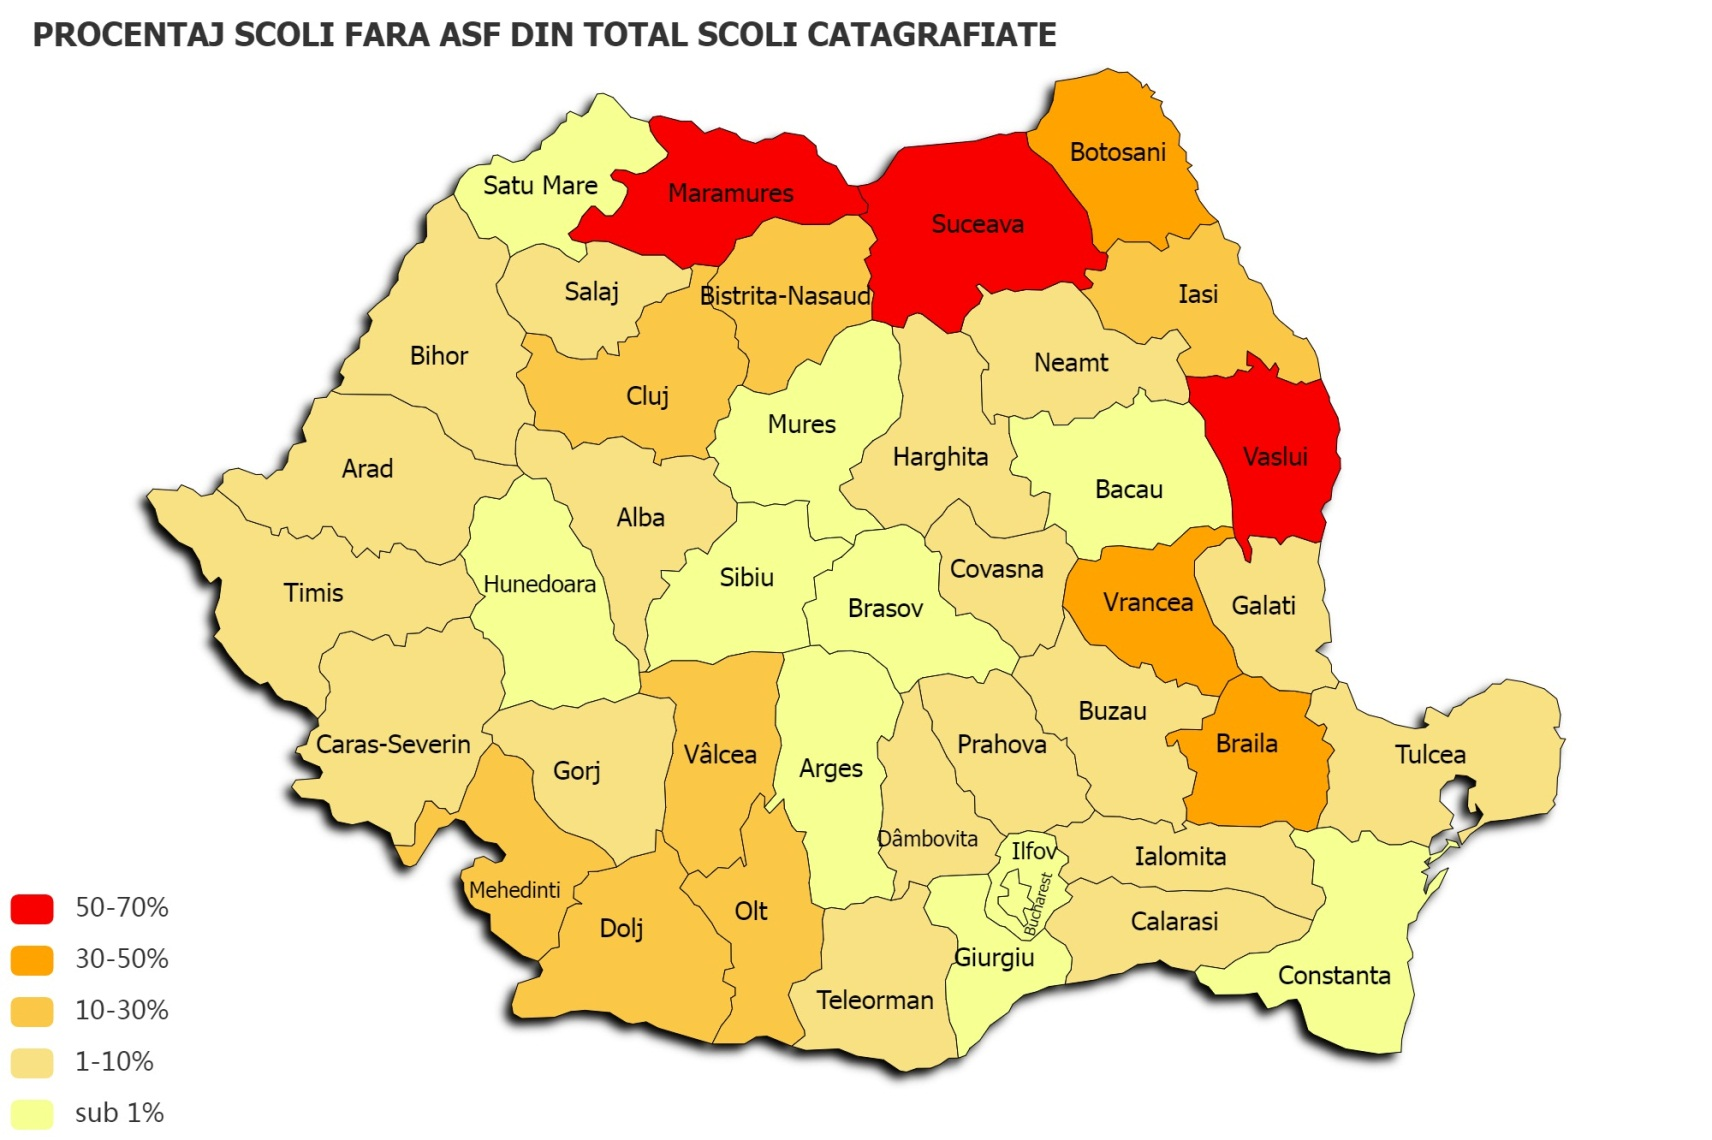 PROCENTAJ SCOLI FARA ASF DIN TOTAL SCOLI CATAGRAFIATE
Botosani
Satu Mare
Maramures
Suceava
Salaj
Bistrita-Nasaud
Iasi
Bihor
Cluj
Neamt
Mures
Arad
Harghita
Vaslui
Bacau
Alba
Timis
Hunedoara
Sibiu
Covasna
Brasov
Vrancea
Galati
Caras-Severin
Gorj
Vâlcea
Arges
Prahova
Buzau
Braila
Tulcea
Dâmbovita
Ilfov
Ialomita
Mehedinti
Bucharest
Dolj
Olt
Calarasi
Giurgiu
Teleorman
Constanta
50-70%
30-50%
10-30%
1-10%
sub 1%